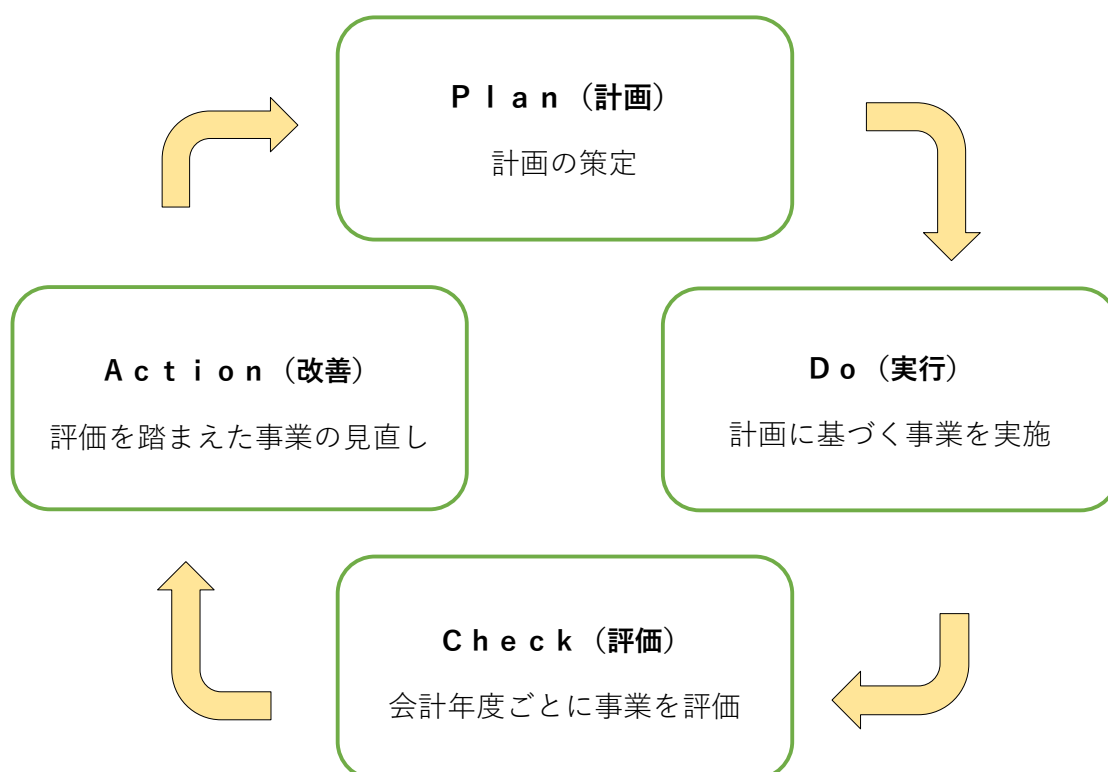 Ｐｌａｎ（計画）
計画の策定
Ａｃｔｉｏｎ（改善）
評価を踏まえた事業の見直し
Ｄｏ（実行）
計画に基づく事業を実施
Ｃｈｅｃｋ（評価）
会計年度ごとに事業を評価